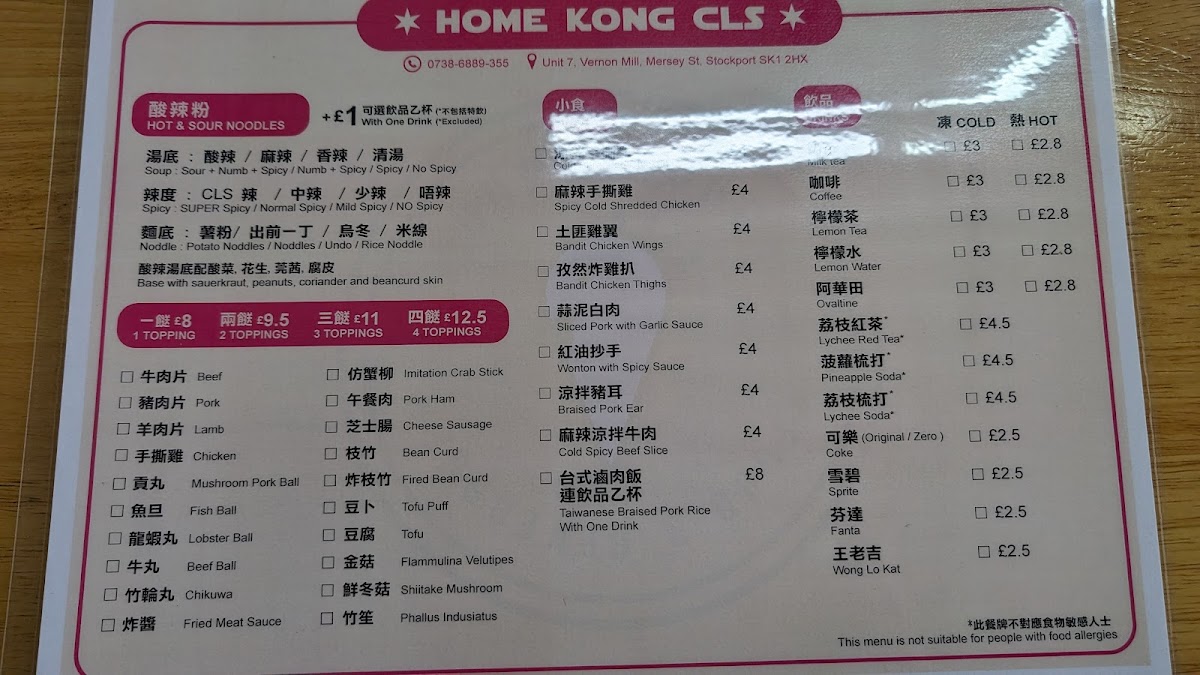 HOME KONG CLS
0738-6889-355 Unit 7, Vernon Mill, Mersey St, Stockport SK1 2HX
酸辣粉
HOT & SOUR NOODLES
+£1 可選飲品乙杯 (*不包括特飲)
With One Drink (*Excluded)
湯底 : 酸辣 / 麻辣 / 香辣 / 清湯
Soup : Sour + Numb + Spicy / Numb + Spicy / Spicy / No Spicy
辣度 : CLS 辣 / 中辣 / 少辣 / 唔辣
Spicy : SUPER Spicy / Normal Spicy / Mild Spicy / NO Spicy
麵底 : 薯粉 / 出前一丁 / 烏冬 / 米線
Noddle : Potato Noodles / Noddles / Undo / Rice Noddle
酸辣湯底配酸菜, 花生, 莞茜, 腐皮
Base with sauerkraut, peanuts, coriander and beancurd skin
一餸 £8 兩餸 £9.5 三餸 £11 四餸 £12.5
1 TOPPING 2 TOPPINGS 3 TOPPINGS 4 TOPPINGS
牛肉片 Beef
豬肉片 Pork
羊肉片 Lamb
手撕雞 Chicken
貢丸 Mushroom Pork Ball
魚旦 Fish Ball
龍蝦丸 Lobster Ball
牛丸 Beef Ball
竹輪丸 Chikuwa
炸醬 Fried Meat Sauce
仿蟹柳 Imitation Crab Stick
午餐肉 Pork Ham
芝士腸 Cheese Sausage
枝竹 Bean Curd
炸枝竹 Fired Bean Curd
豆卜 Tofu Puff
豆腐 Tofu
金菇 Flammulina Velutipes
鮮冬菇 Shiitake Mushroom
竹笙 Phallus Indusiatus
小食
麻辣手撕雞 £4
Spicy Cold Shredded Chicken
土匪雞翼 £4
Bandit Chicken Wings
孜然炸雞扒 £4
Bandit Chicken Thighs
蒜泥白肉 £4
Sliced Pork with Garlic Sauce
紅油抄手 £4
Wonton with Spicy Sauce
涼拌豬耳 £4
Braised Pork Ear
麻辣涼拌牛肉 £4
Cold Spicy Beef Slice
台式滷肉飯 £8
連飲品乙杯
Taiwanese Braised Pork Rice
With One Drink
飲品
凍 COLD 熱 HOT
£3 £2.8
Milk tea
咖啡 £3 £2.8
Coffee
檸檬茶 £3 £2.8
Lemon Tea
檸檬水 £3 £2.8
Lemon Water
阿華田 £3 £2.8
Ovaltine
荔枝紅茶* £4.5
Lychee Red Tea*
菠蘿梳打* £4.5
Pineapple Soda*
荔枝梳打* £4.5
Lychee Soda*
可樂 (Original / Zero ) £2.5
Coke
雪碧 £2.5
Sprite
芬達 £2.5
Fanta
王老吉 £2.5
Wong Lo Kat
*此餐牌不對應食物敏感人士
This menu is not suitable for people with food allergies